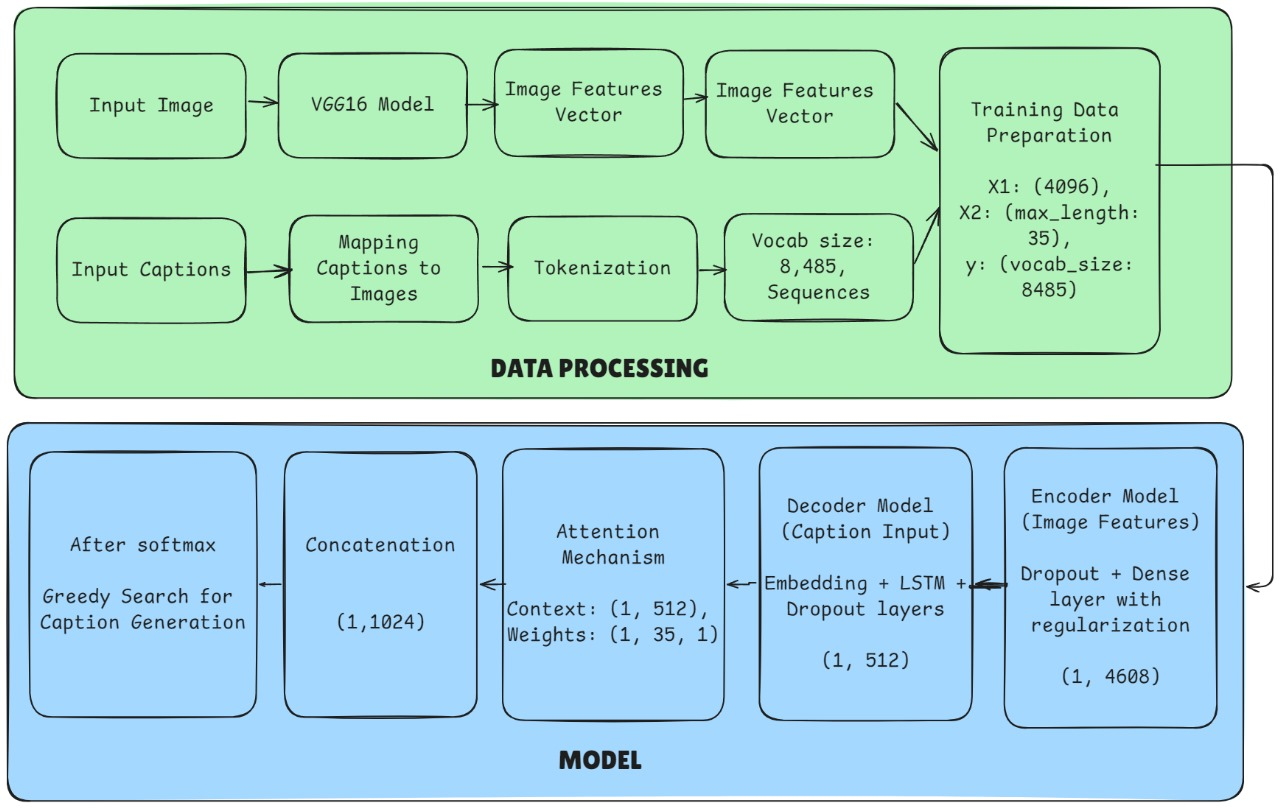 Input Image
VGG16 Model
Image Features
Vector
Image Features
Vector
Training Data
Preparation
X1: (4096),
X2: (max_length:
35),
y: (vocab_size:
8485)
Input Captions
Mapping
Captions to
Images
Tokenization
Vocab size:
8,485,
Sequences
DATA PROCESSING
After softmax
Greedy Search for
Caption Generation
Concatenation
(1,1024)
Attention
Mechanism
Context: (1, 512),
Weights: (1, 35, 1)
Decoder Model
(Caption Input)
Embedding + LSTM +
Dropout layers
(1, 512)
Encoder Model
(Image Features)
Dropout + Dense
layer with
regularization
(1, 4608)
MODEL